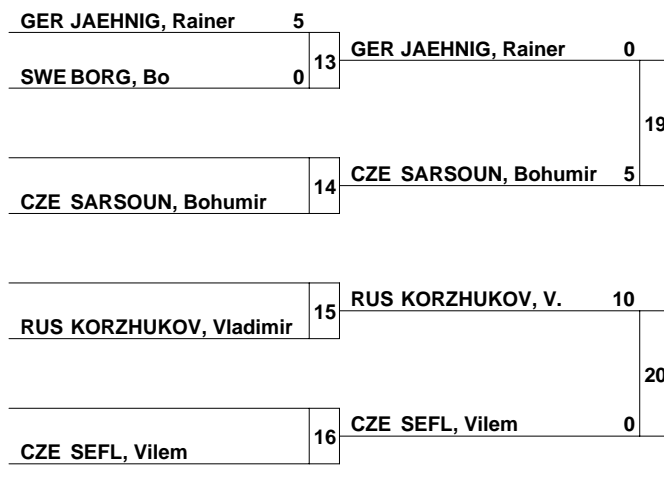 GER JAEHNIG, Rainer 5
13
GER JAEHNIG, Rainer 0
SWE BORG, Bo 0
19
14
CZE SARSOUN, Bohumir 5
CZE SARSOUN, Bohumir
15
RUS KORZHUKOV, V. 10
RUS KORZHUKOV, Vladimir
20
16
CZE SEFL, Vilem 0
CZE SEFL, Vilem